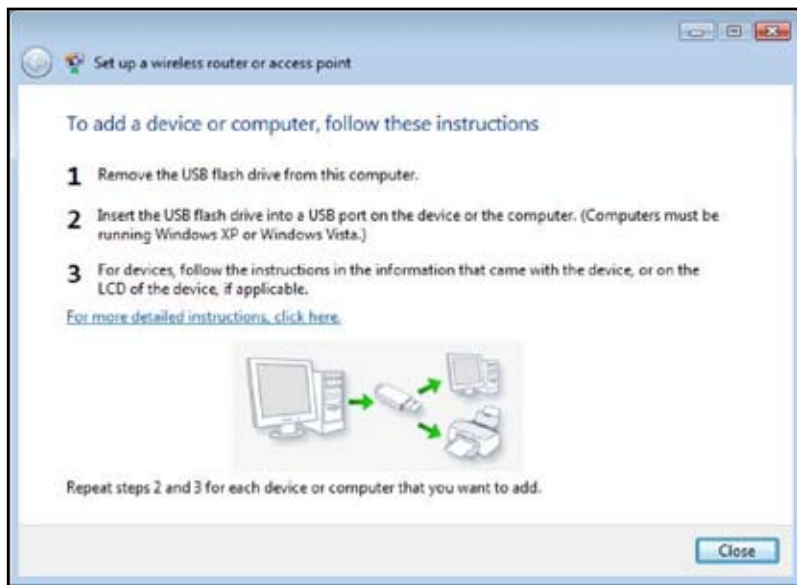 Set up a wireless router or access point
To add a device or computer, follow these instructions
1 Remove the USB flash drive from this computer.
2 Insert the USB flash drive into a USB port on the device or the computer. (Computers must be
running Windows XP or Windows Vista.)
3 For devices, follow the instructions in the information that came with the device, or on the
LCD of the device, if applicable.
For more detailed instructions, click here.
Repeat steps 2 and 3 for each device or computer that you want to add.
Close